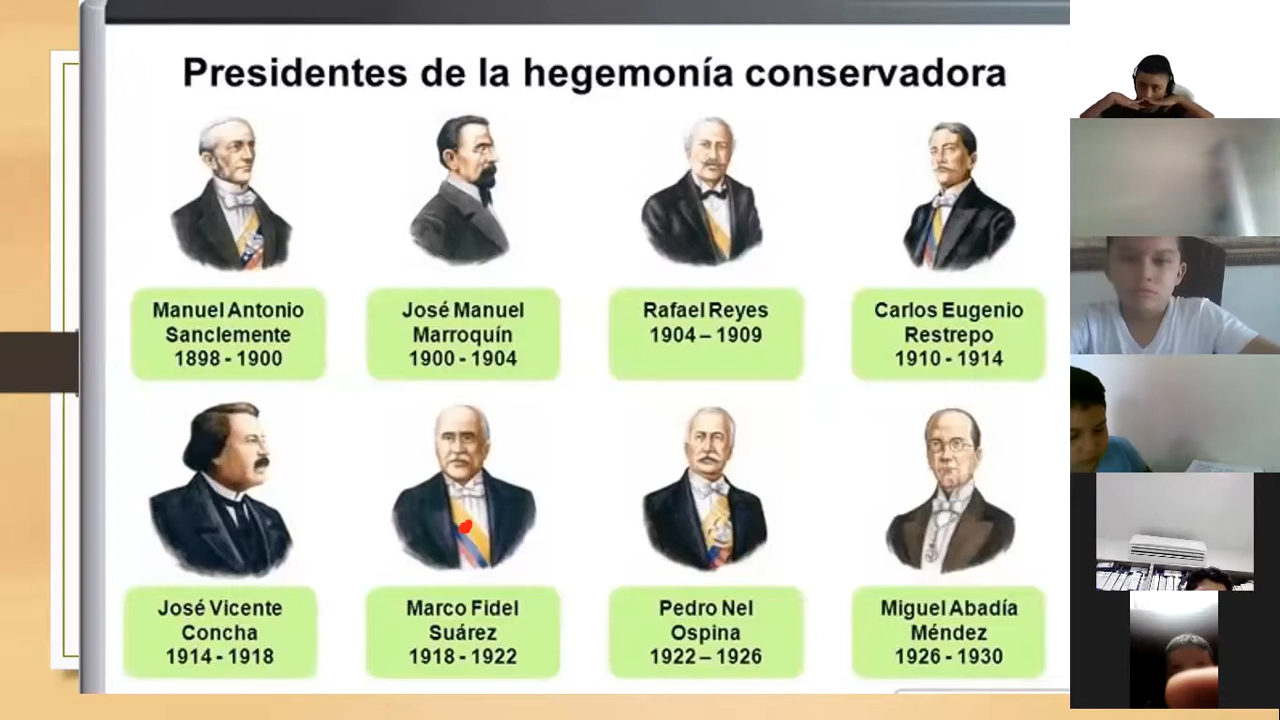 Presidentes de la hegemonía conservadora
Manuel Antonio
Sanclemente
1898 - 1900
José Manuel
Marroquín
1900 - 1904
Rafael Reyes
1904 – 1909
Carlos Eugenio
Restrepo
1910 - 1914
José Vicente
Concha
1914 - 1918
Marco Fidel
Suárez
1918 - 1922
Pedro Nel
Ospina
1922 – 1926
Miguel Abadía
Méndez
1926 - 1930